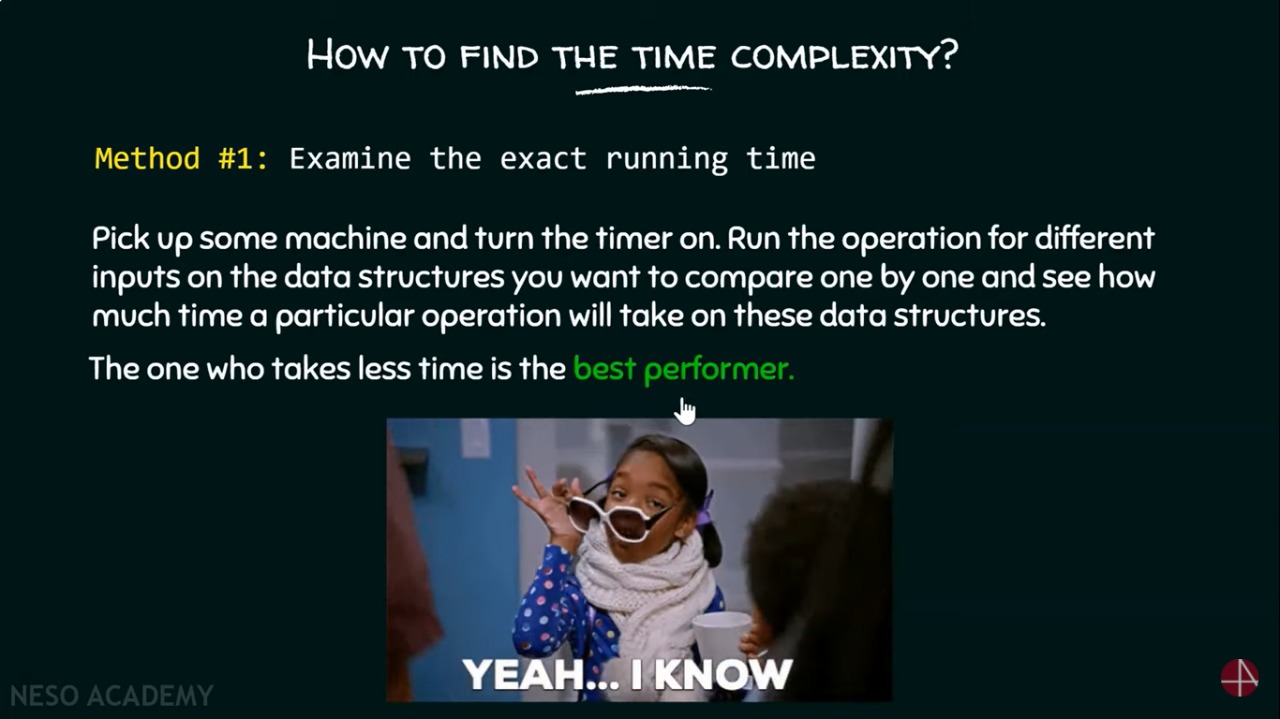 How to find the time complexity?
Method #1: Examine the exact running time
Pick up some machine and turn the timer on. Run the operation for different
inputs on the data structures you want to compare one by one and see how
much time a particular operation will take on these data structures.
The one who takes less time is the best performer.
YEAH... I KNOW
NESO ACADEMY